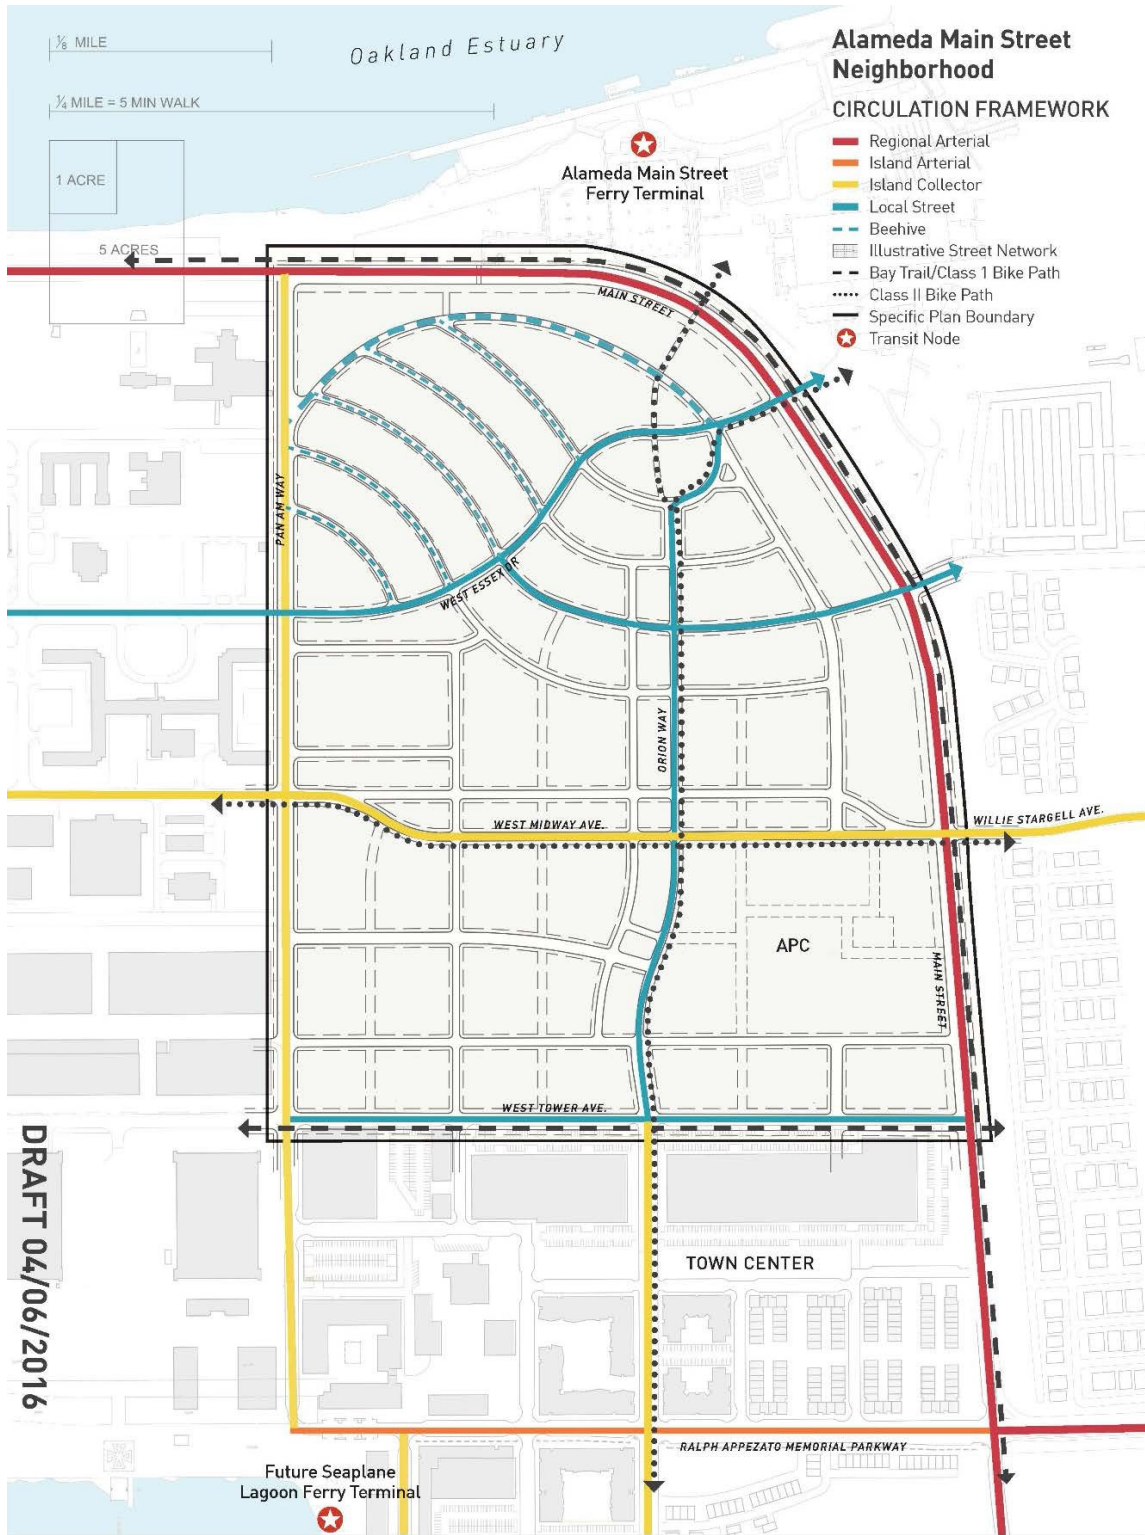 ⅛ MILE
Oakland Estuary
¼ MILE = 5 MIN WALK
1 ACRE
5 ACRES
Alameda Main Street
Neighborhood
CIRCULATION FRAMEWORK
Regional Arterial
Island Arterial
Island Collector
Local Street
Beehive
Illustrative Street Network
Bay Trail/Class 1 Bike Path
Class II Bike Path
Specific Plan Boundary
Transit Node
Alameda Main Street
Ferry Terminal
MAIN STREET
PAN AM WAY
WEST ESSEX DR
ORION WAY
WEST MIDWAY AVE.
WILLIE STARGELL AVE.
APC
MAIN STREET
WEST TOWER AVE.
DRAFT 04/06/2016
TOWN CENTER
RALPH APPEZATO MEMORIAL PARKWAY
Future Seaplane
Lagoon Ferry Terminal